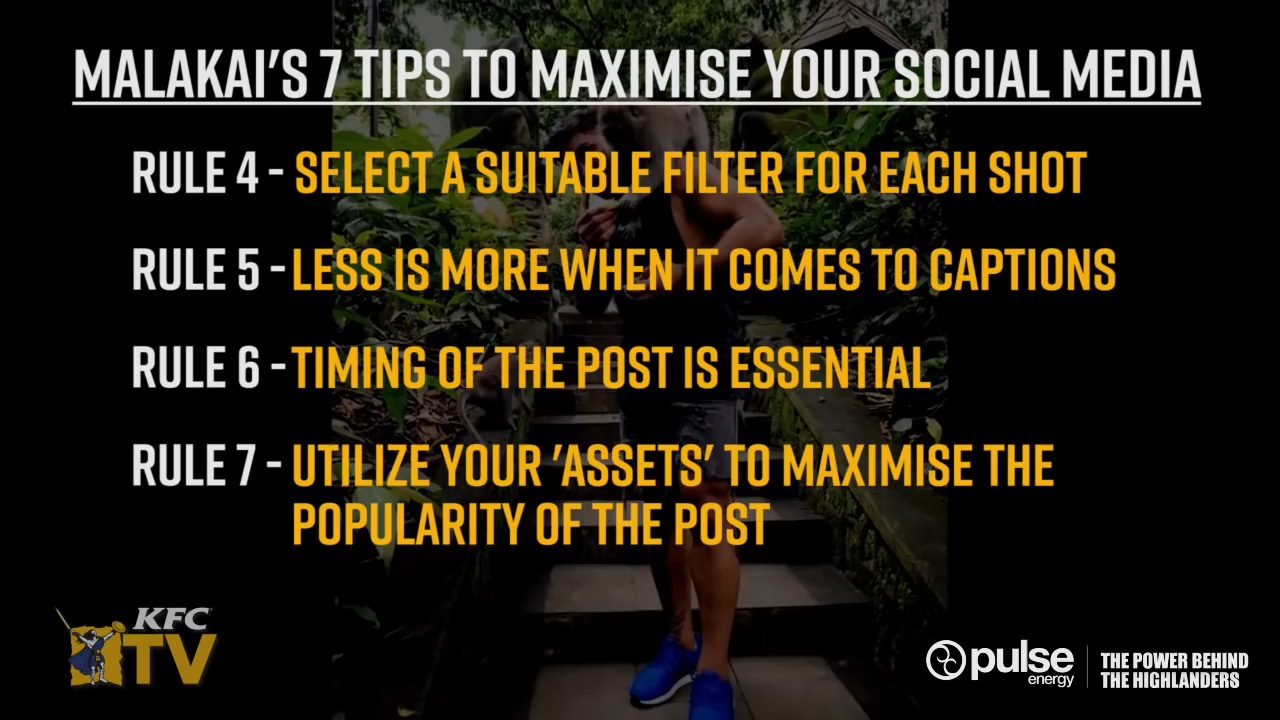 MALAKAI'S 7 TIPS TO MAXIMISE YOUR SOCIAL MEDIA
RULE 4 - SELECT A SUITABLE FILTER FOR EACH SHOT
RULE 5 - LESS IS MORE WHEN IT COMES TO CAPTIONS
RULE 6 - TIMING OF THE POST IS ESSENTIAL
RULE 7 - UTILIZE YOUR 'ASSETS' TO MAXIMISE THE
POPULARITY OF THE POST
KFC
TV
pulse
energy
THE POWER BEHIND
THE HIGHLANDERS